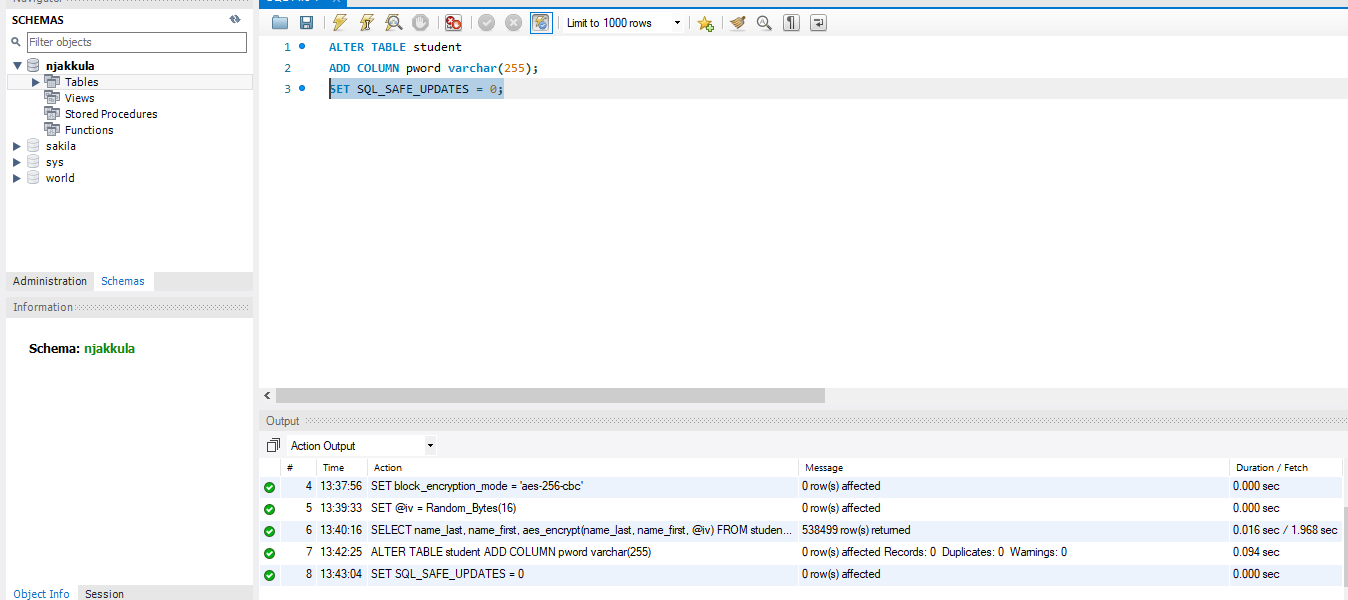 SCHEMAS
Filter objects
njakkula
Tables
Views
Stored Procedures
Functions
sakila
sys
world
Administration Schemas
Information
Schema: njakkula
Object Info Session
Limit to 1000 rows
1 ALTER TABLE student
2 ADD COLUMN pword varchar(255);
3 SET SQL_SAFE_UPDATES = 0;
Output
Action Output
# Time Action Message Duration / Fetch
4 13:37:56 SET block_encryption_mode = 'aes-256-cbc' 0 row(s) affected 0.000 sec
5 13:39:33 SET @iv = Random_Bytes(16) 0 row(s) affected 0.000 sec
6 13:40:16 SELECT name_last, name_first, aes_encrypt(name_last, name_first, @iv) FROM studen... 538499 row(s) returned 0.016 sec / 1.968 sec
7 13:42:25 ALTER TABLE student ADD COLUMN pword varchar(255) 0 row(s) affected Records: 0 Duplicates: 0 Warnings: 0 0.094 sec
8 13:43:04 SET SQL_SAFE_UPDATES = 0 0 row(s) affected 0.000 sec